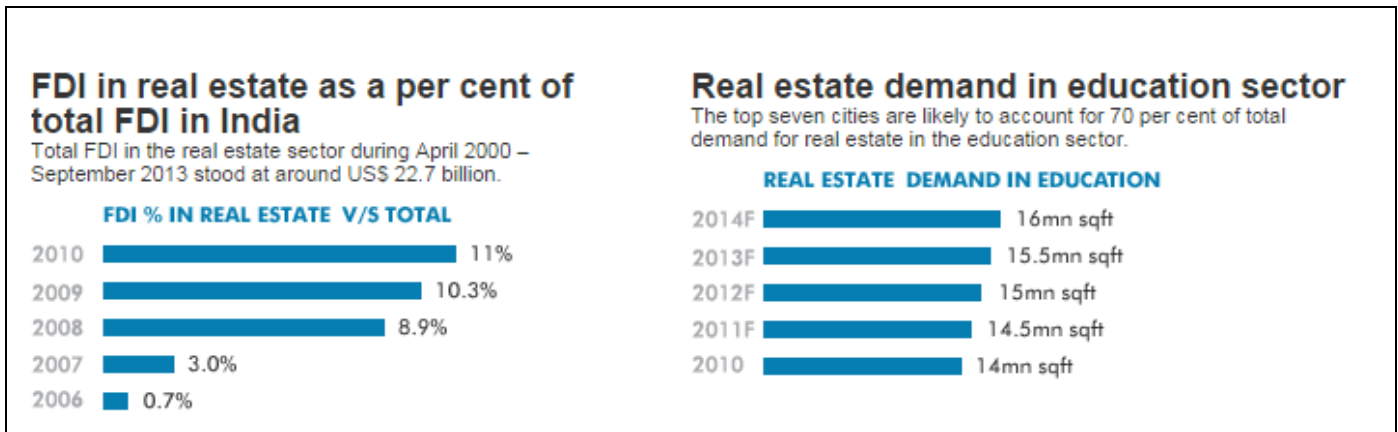 FDI in real estate as a per cent of
total FDI in India
Total FDI in the real estate sector during April 2000 –
September 2013 stood at around US$ 22.7 billion.
FDI % IN REAL ESTATE V/S TOTAL
2010 11%
2009 10.3%
2008 8.9%
2007 3.0%
2006 0.7%
Real estate demand in education sector
The top seven cities are likely to account for 70 per cent of total
demand for real estate in the education sector.
REAL ESTATE DEMAND IN EDUCATION
2014F 16mn sqft
2013F 15.5mn sqft
2012F 15mn sqft
2011F 14.5mn sqft
2010 14mn sqft